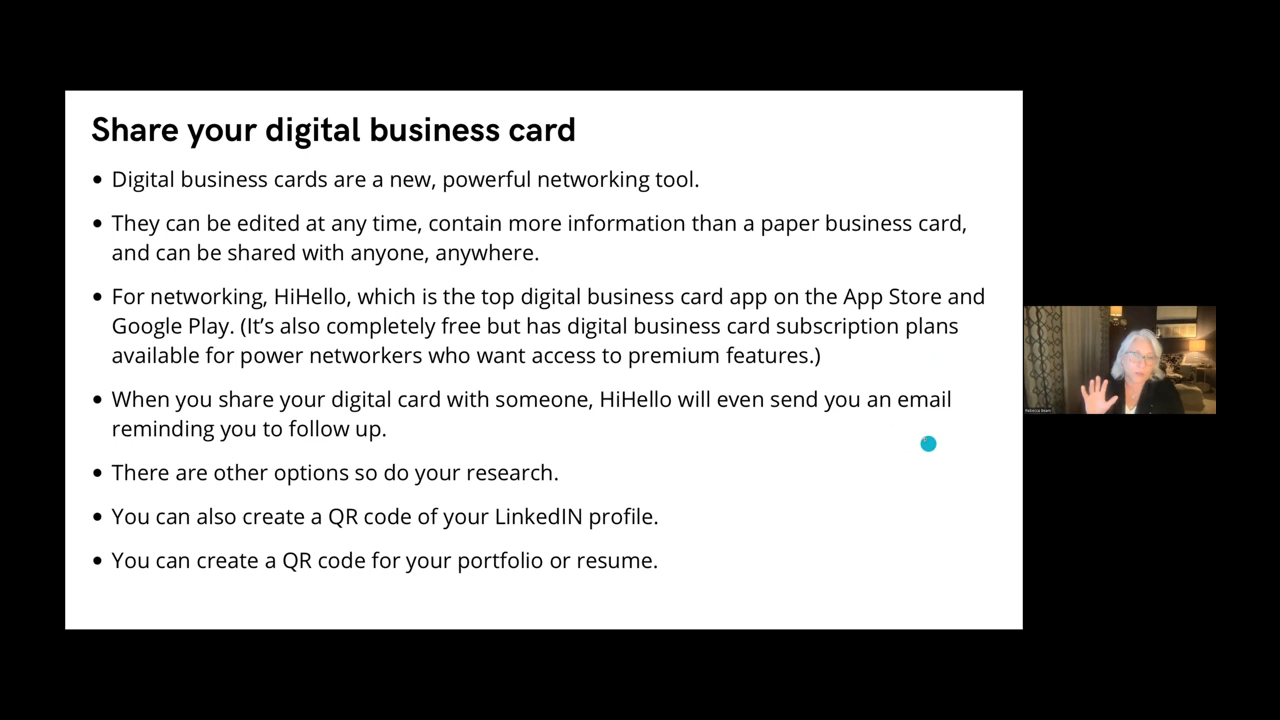 Share your digital business card
• Digital business cards are a new, powerful networking tool.
• They can be edited at any time, contain more information than a paper business card,
and can be shared with anyone, anywhere.
• For networking, HiHello, which is the top digital business card app on the App Store and
Google Play. (It’s also completely free but has digital business card subscription plans
available for power networkers who want access to premium features.)
• When you share your digital card with someone, HiHello will even send you an email
reminding you to follow up.
• There are other options so do your research.
• You can also create a QR code of your LinkedIN profile.
• You can create a QR code for your portfolio or resume.